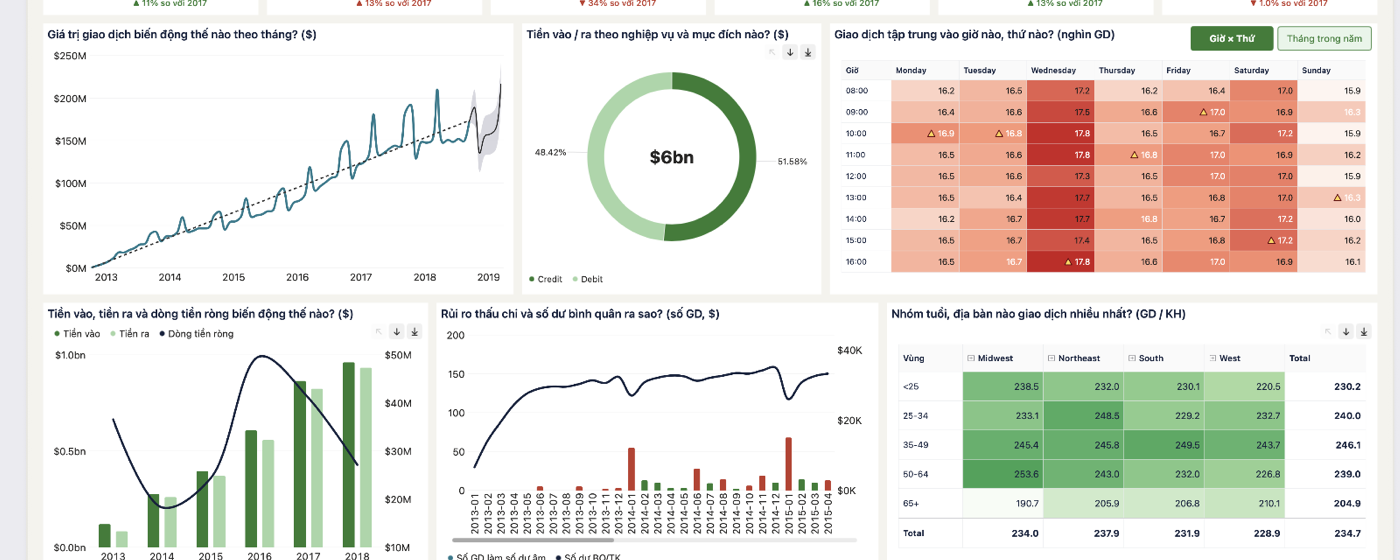 ▲ 11% so với 2017 ▲ 13% so với 2017 ▼ 34% so với 2017 ▲ 16% so với 2017 ▲ 13% so với 2017 ▼ 1.0% so với 2017
Giá trị giao dịch biến động thế nào theo tháng? ($)
$250M
$200M
$150M
$100M
$50M
$0M
2013 2014 2015 2016 2017 2018 2019
Tiền vào / ra theo nghiệp vụ và mục đích nào? ($)
48.42%
$6bn
51.58%
Credit Debit
Giao dịch tập trung vào giờ nào, thứ nào? (nghìn GD)
Giờ × Thứ Tháng trong năm
Giờ Monday Tuesday Wednesday Thursday Friday Saturday Sunday
08:00 16.2 16.5 17.2 16.2 16.4 17.0 15.9
09:00 16.4 16.6 17.5 16.6 17.0 16.9 16.3
10:00 16.9 16.8 17.8 16.5 16.7 17.2 15.9
11:00 16.5 16.6 17.8 16.8 17.0 16.9 16.2
12:00 16.5 16.6 17.3 16.5 17.0 17.0 15.9
13:00 16.5 16.4 17.7 16.5 16.8 17.0 16.3
14:00 16.2 16.7 17.7 16.8 16.7 17.2 16.0
15:00 16.5 16.7 17.4 16.5 16.8 17.2 16.2
16:00 16.5 16.7 17.8 16.6 17.0 16.9 16.1
Tiền vào, tiền ra và dòng tiền ròng biến động thế nào? ($)
Tiền vào Tiền ra Dòng tiền ròng
$1.0bn
$0.5bn
$0.0bn
$50M
$40M
$30M
$20M
$10M
2013 2014 2015 2016 2017 2018
Rủi ro thấu chi và số dư bình quân ra sao? (số GD, $)
200
150
100
50
0
$40K
$20K
$0K
2013-01 2013-02 2013-03 2013-04 2013-05 2013-06 2013-07 2013-08 2013-09 2013-10 2013-11 2013-12 2014-01 2014-02 2014-03 2014-04 2014-05 2014-06 2014-07 2014-08 2014-09 2014-10 2014-11 2014-12 2015-01 2015-02 2015-03 2015-04
Số GD làm số dư âm Số dư BQ/TK
Nhóm tuổi, địa bàn nào giao dịch nhiều nhất? (GD / KH)
Vùng Midwest Northeast South West Total
<25 238.5 232.0 230.1 220.5 230.2
25-34 233.1 248.5 229.2 232.7 240.0
35-49 245.4 245.8 249.5 243.7 246.1
50-64 253.6 243.0 232.0 226.8 239.0
65+ 190.7 205.9 206.8 210.1 204.9
Total 234.0 237.9 231.9 228.9 234.7